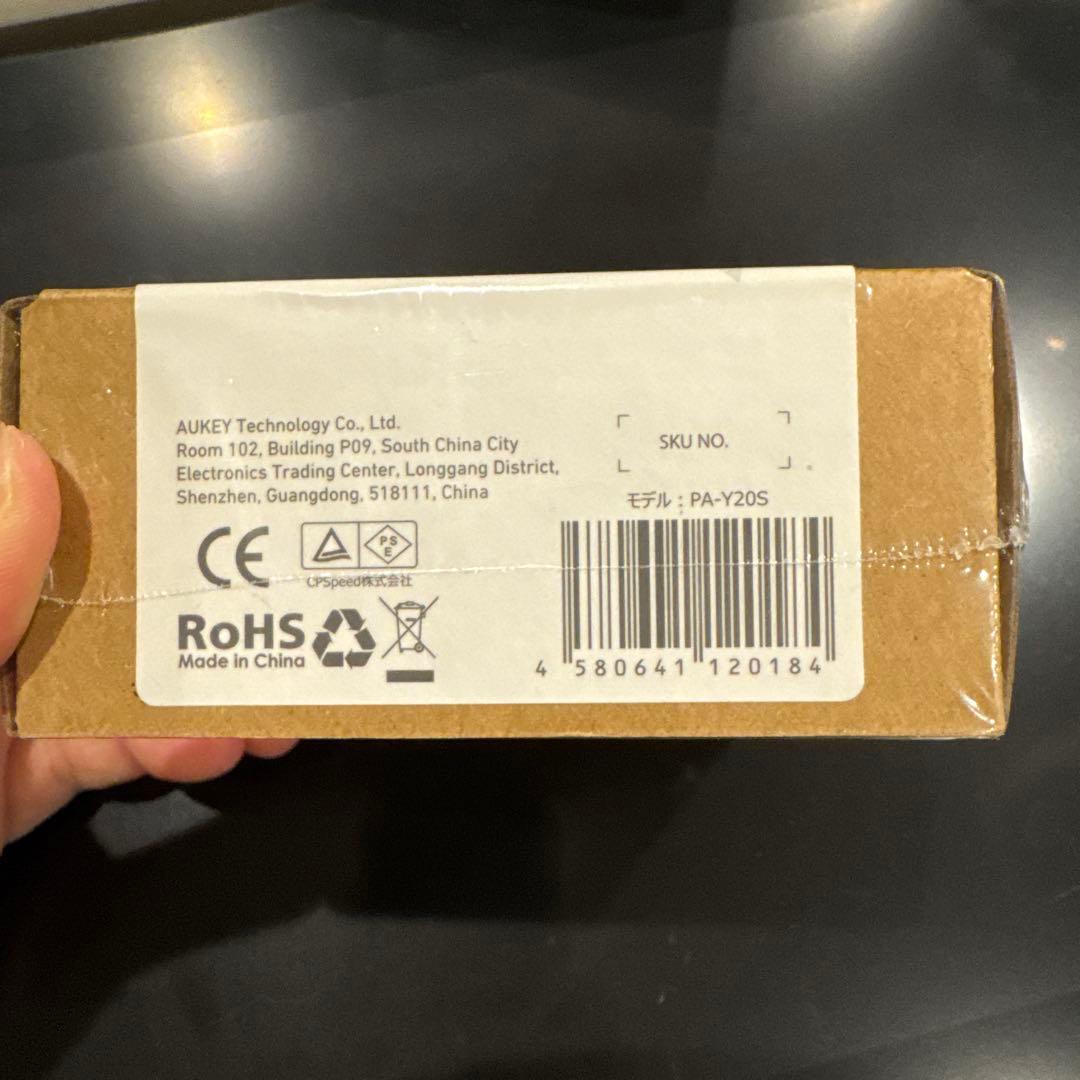 AUKEY Technology Co., Ltd.
Room 102, Building P09, South China City
Electronics Trading Center, Longgang District,
Shenzhen, Guangdong, 518111, China
SKU NO.
モデル : PA-Y20S
CE
PS
E
CPSpeed株式会社
RoHS
Made in China
4 580641 120184